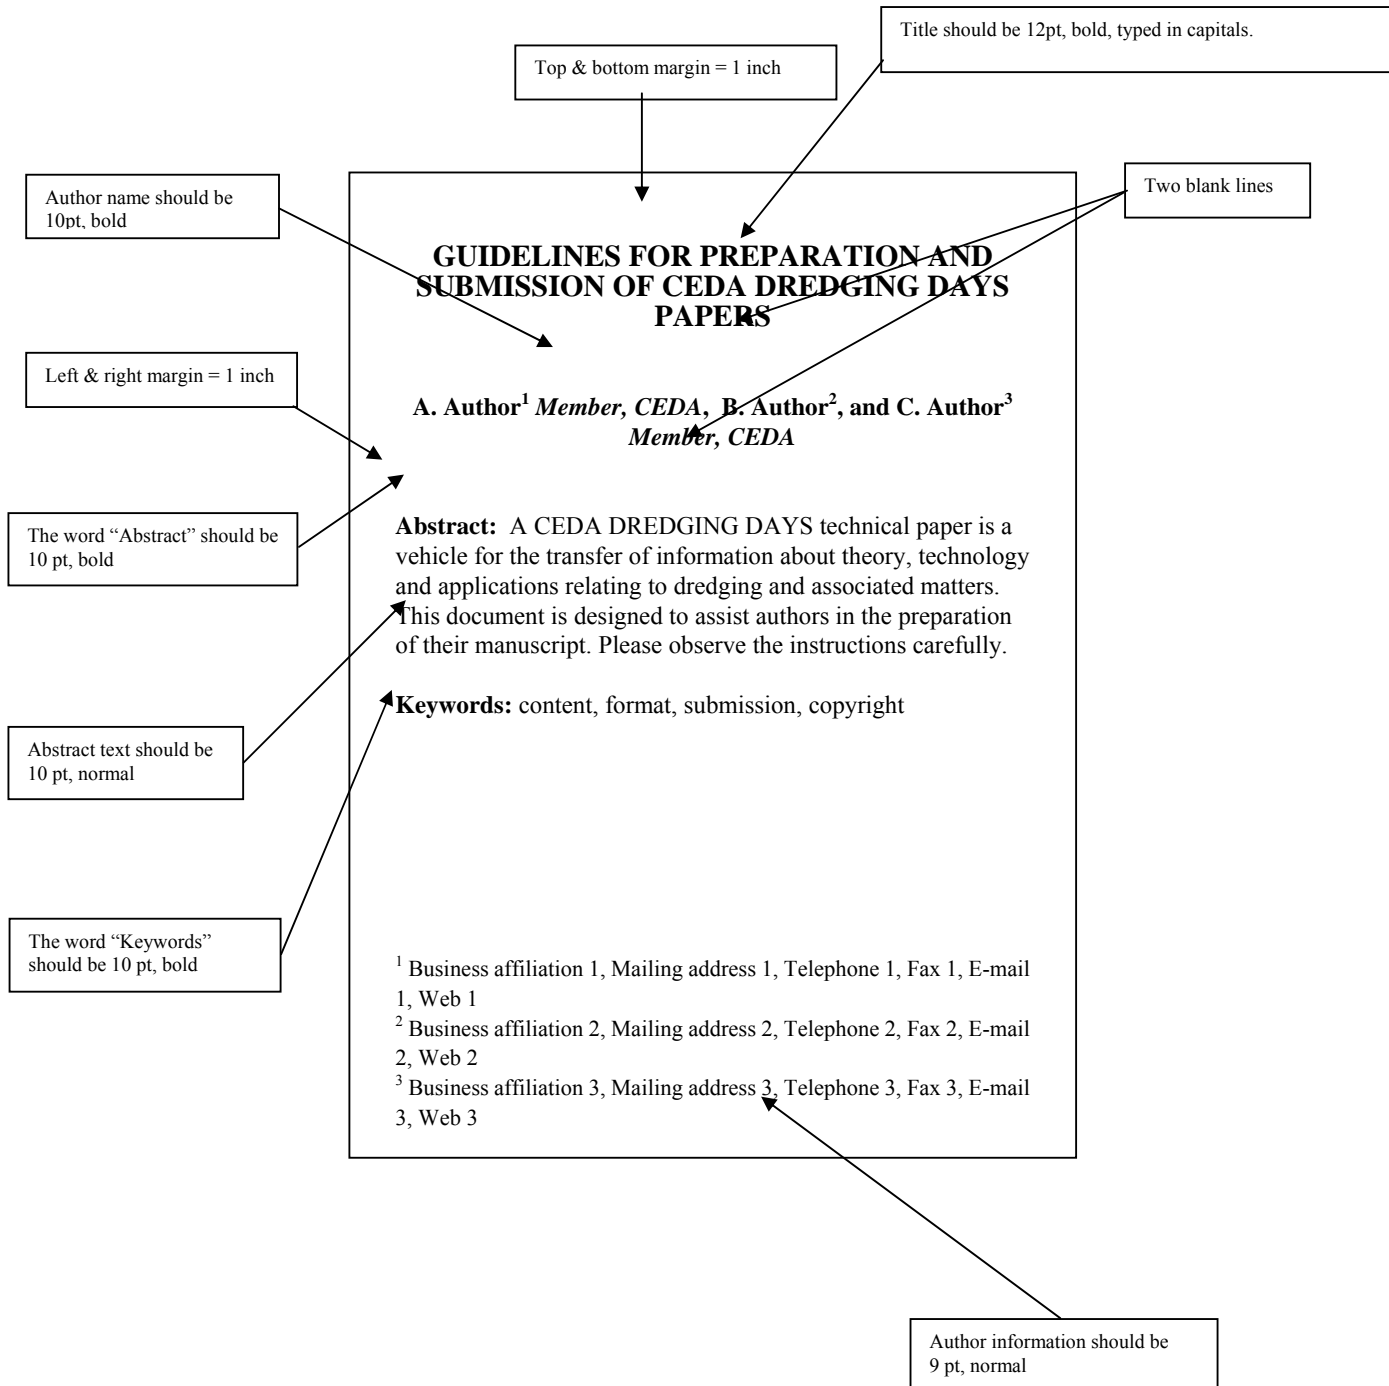 Title should be 12pt, bold, typed in capitals.
Top & bottom margin = 1 inch
Author name should be
10pt, bold
Two blank lines
GUIDELINES FOR PREPARATION AND
SUBMISSION OF CEDA DREDGING DAYS
PAPERS
Left & right margin = 1 inch
A. Author1 Member, CEDA, B. Author2, and C. Author3
Member, CEDA
The word “Abstract” should be
10 pt, bold
Abstract: A CEDA DREDGING DAYS technical paper is a
vehicle for the transfer of information about theory, technology
and applications relating to dredging and associated matters.
This document is designed to assist authors in the preparation
of their manuscript. Please observe the instructions carefully.
Keywords: content, format, submission, copyright
Abstract text should be
10 pt, normal
The word “Keywords”
should be 10 pt, bold
1 Business affiliation 1, Mailing address 1, Telephone 1, Fax 1, E-mail
1, Web 1
2 Business affiliation 2, Mailing address 2, Telephone 2, Fax 2, E-mail
2, Web 2
3 Business affiliation 3, Mailing address 3, Telephone 3, Fax 3, E-mail
3, Web 3
Author information should be
9 pt, normal